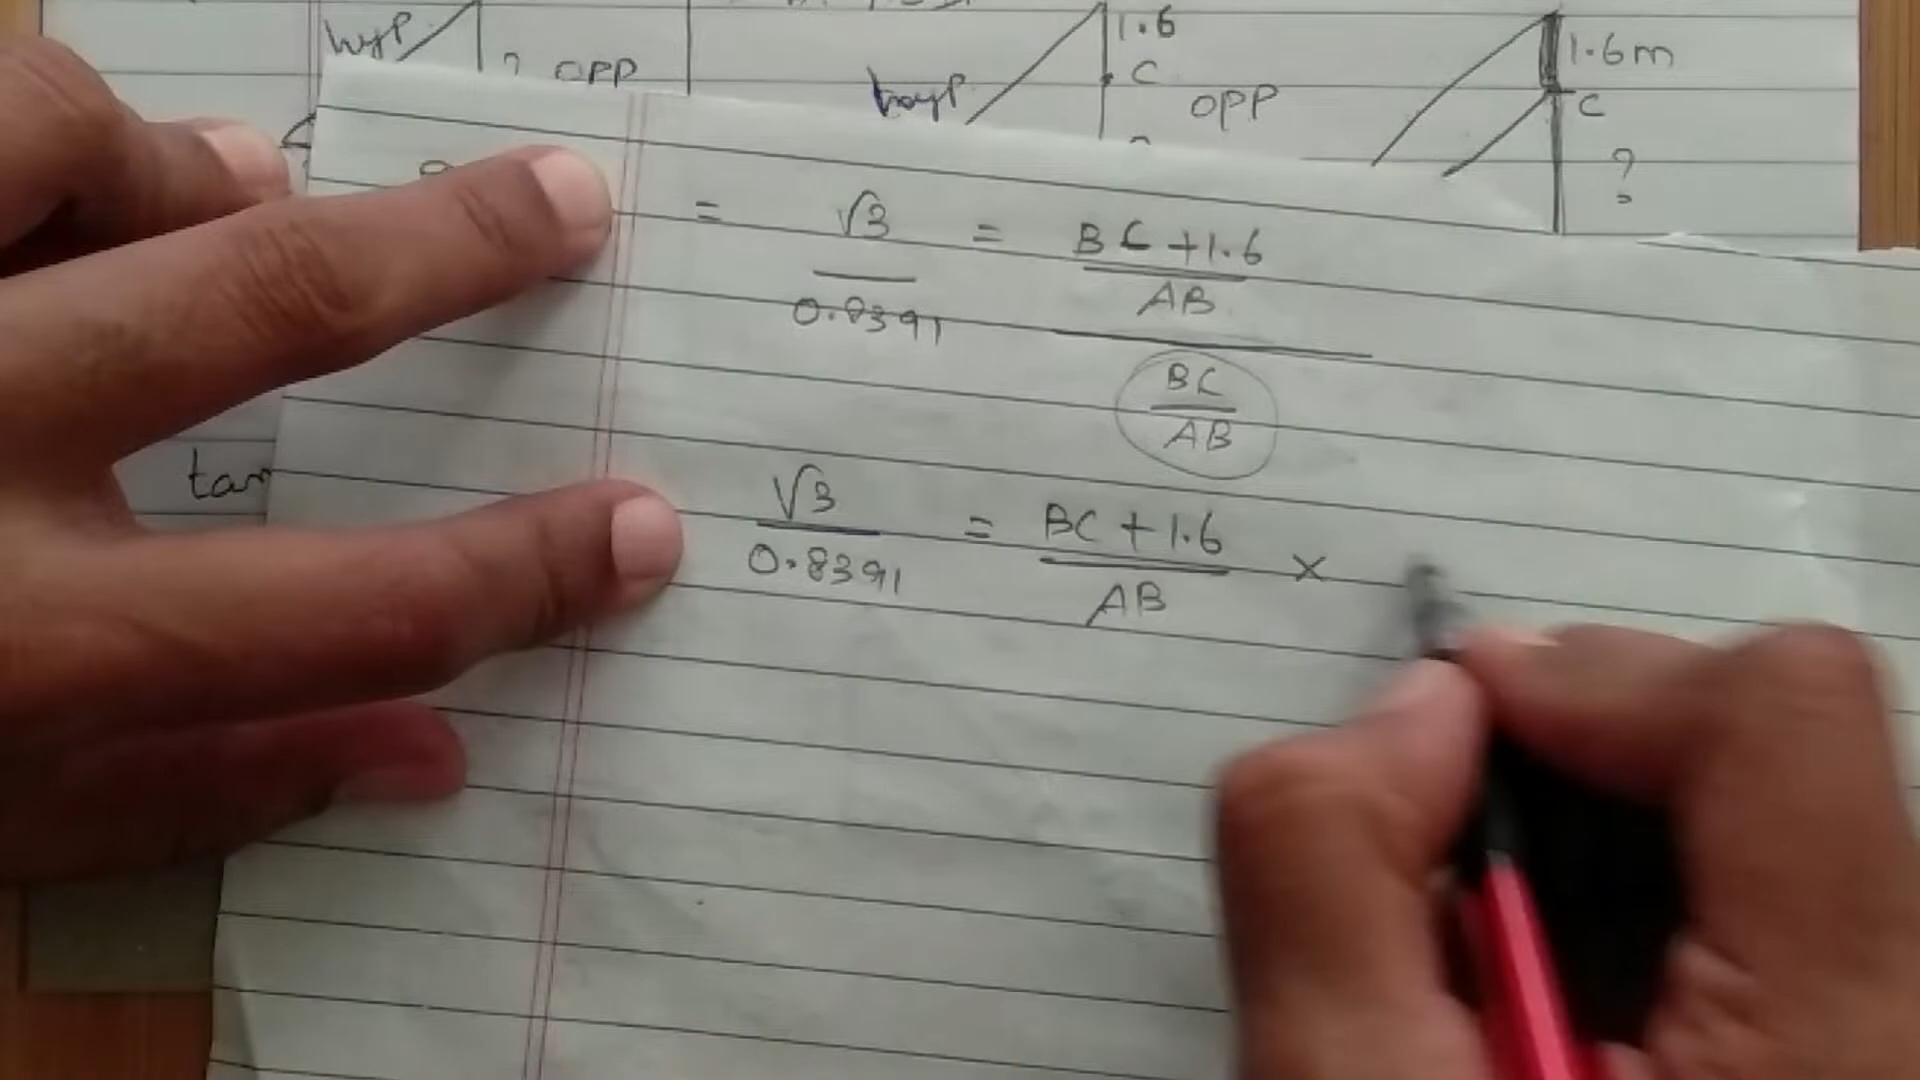 hyp ? OPP
hyp 1.6 C OPP
1.6m C ?
= √3 = BC+1.6
0.8391 AB
BC
AB
tan
√3 = BC+1.6 ×
0.8391 AB